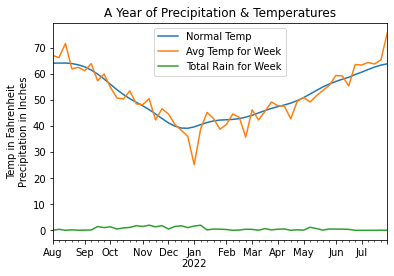 A Year of Precipitation & Temperatures
Normal Temp
Avg Temp for Week
Total Rain for Week
Temp in Fahrenheit
Precipitation in Inches
70
60
50
40
30
20
10
0
Aug Sep Oct Nov Dec Jan Feb Mar Apr May Jun Jul
2022